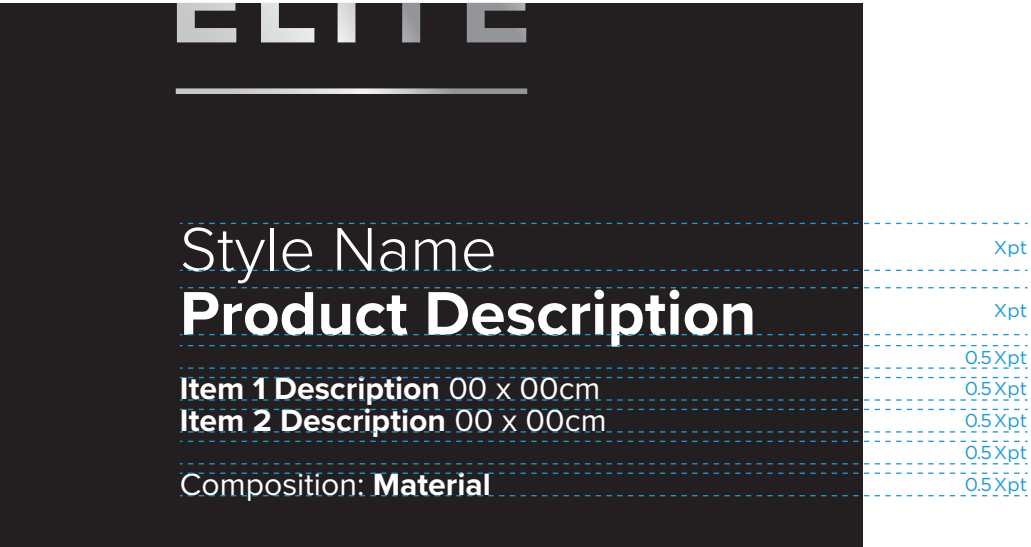 ELITE
Style Name
Xpt
Product Description
Xpt
0.5Xpt
Item 1 Description 00 x 00cm
0.5Xpt
Item 2 Description 00 x 00cm
0.5Xpt
0.5Xpt
Composition: Material
0.5Xpt